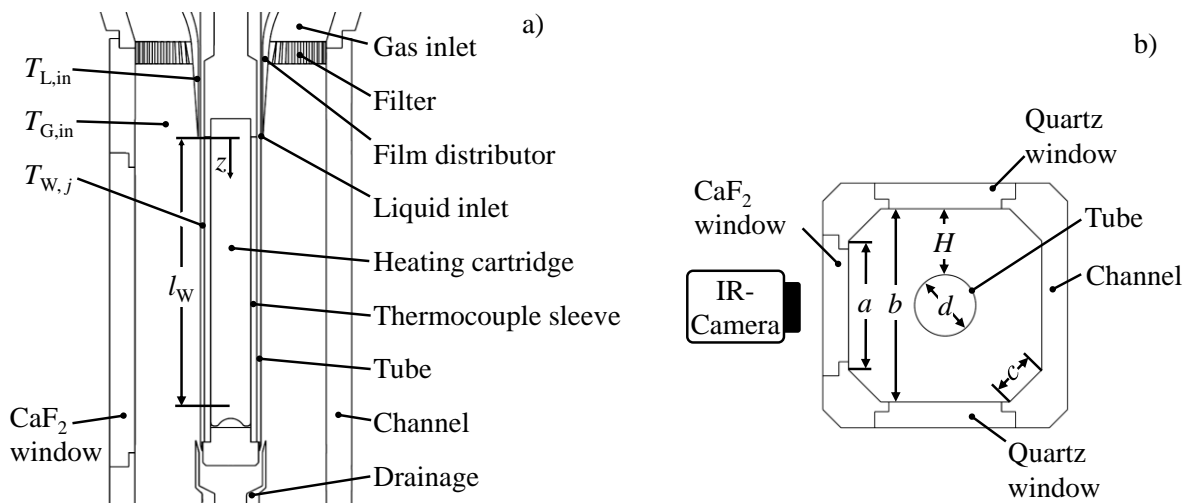 a)
Gas inlet
T_L,in
Filter
T_G,in
Film distributor
z
T_W, j
Liquid inlet
Heating cartridge
l_W
Thermocouple sleeve
Tube
CaF2
window
Channel
Drainage
b)
Quartz
window
CaF2
window
Tube
H
Channel
IR-
Camera
a
b
d
c
Quartz
window